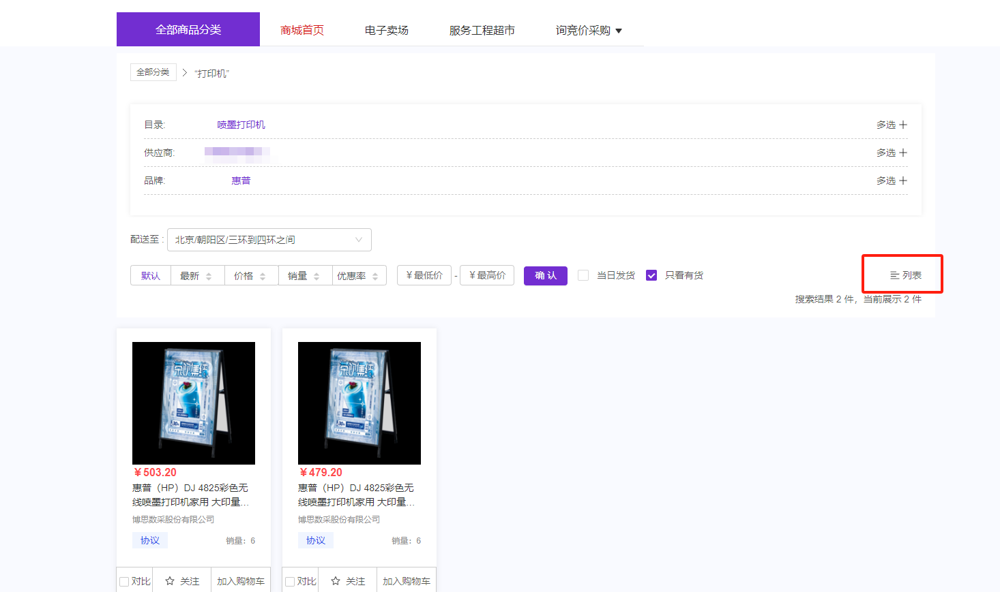 全部商品分类 商城首页 电子卖场 服务工程超市 询竞价采购
全部分类 > “打印机”
目录: 喷墨打印机 多选
供应商: 多选
品牌: 惠普 多选
配送至 : 北京/朝阳区/三环到四环之间
默认 最新 价格 销量 优惠率 ¥最低价 - ¥最高价 确 认 当日发货 只看有货 列表
搜索结果 2 件，当前展示 2 件
¥503.20
惠普（HP）DJ 4825彩色无
线喷墨打印机家用 大印量...
博思数采股份有限公司
协议 销量：6
对比 关注 加入购物车
¥479.20
惠普（HP）DJ 4825彩色无
线喷墨打印机家用 大印量...
博思数采股份有限公司
协议 销量：6
对比 关注 加入购物车